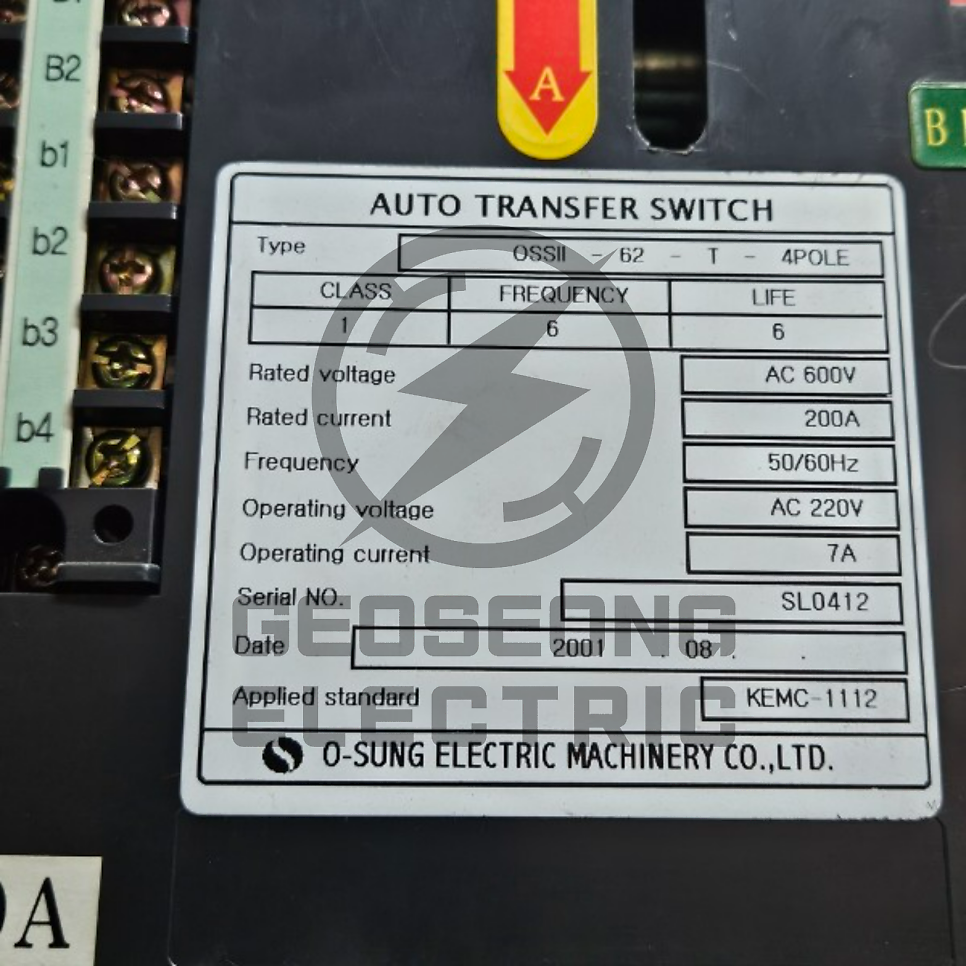 B2
b1
b2
b3
b4
A
B
AUTO TRANSFER SWITCH
Type OSSII - 62 - T - 4POLE
CLASS FREQUENCY LIFE
1 6 6
Rated voltage AC 600V
Rated current 200A
Frequency 50/60Hz
Operating voltage AC 220V
Operating current 7A
Serial NO. SL0412
Date 2001 . 08 . .
Applied standard KEMC-1112
O-SUNG ELECTRIC MACHINERY CO.,LTD.
GEOSEONG
ELECTRIC
A